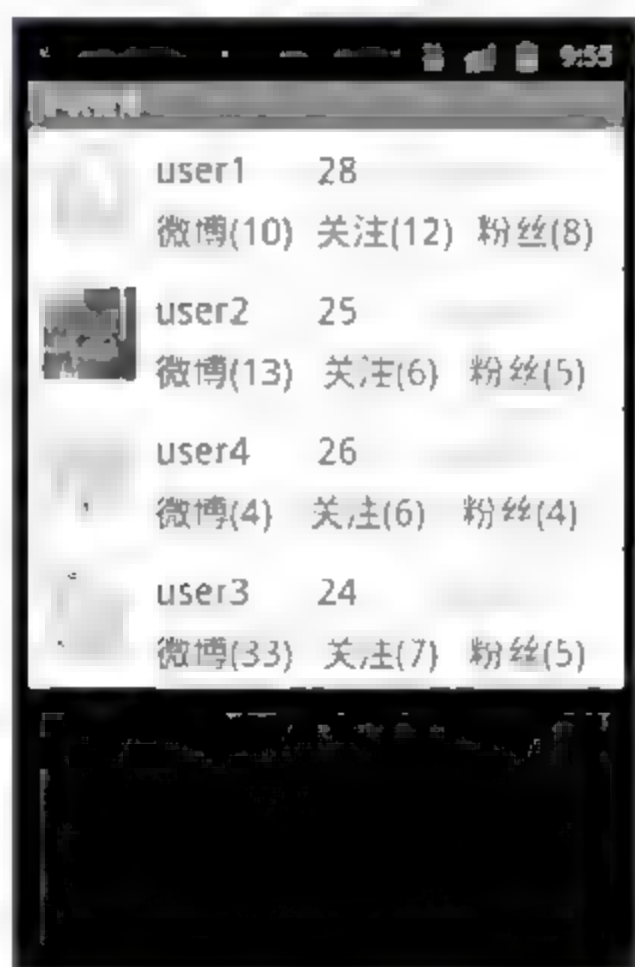 9:55
user1 28
微博(10) 关注(12) 粉丝(8)
user2 25
微博(13) 关注(6) 粉丝(5)
user4 26
微博(4) 关注(6) 粉丝(4)
user3 24
微博(33) 关注(7) 粉丝(5)